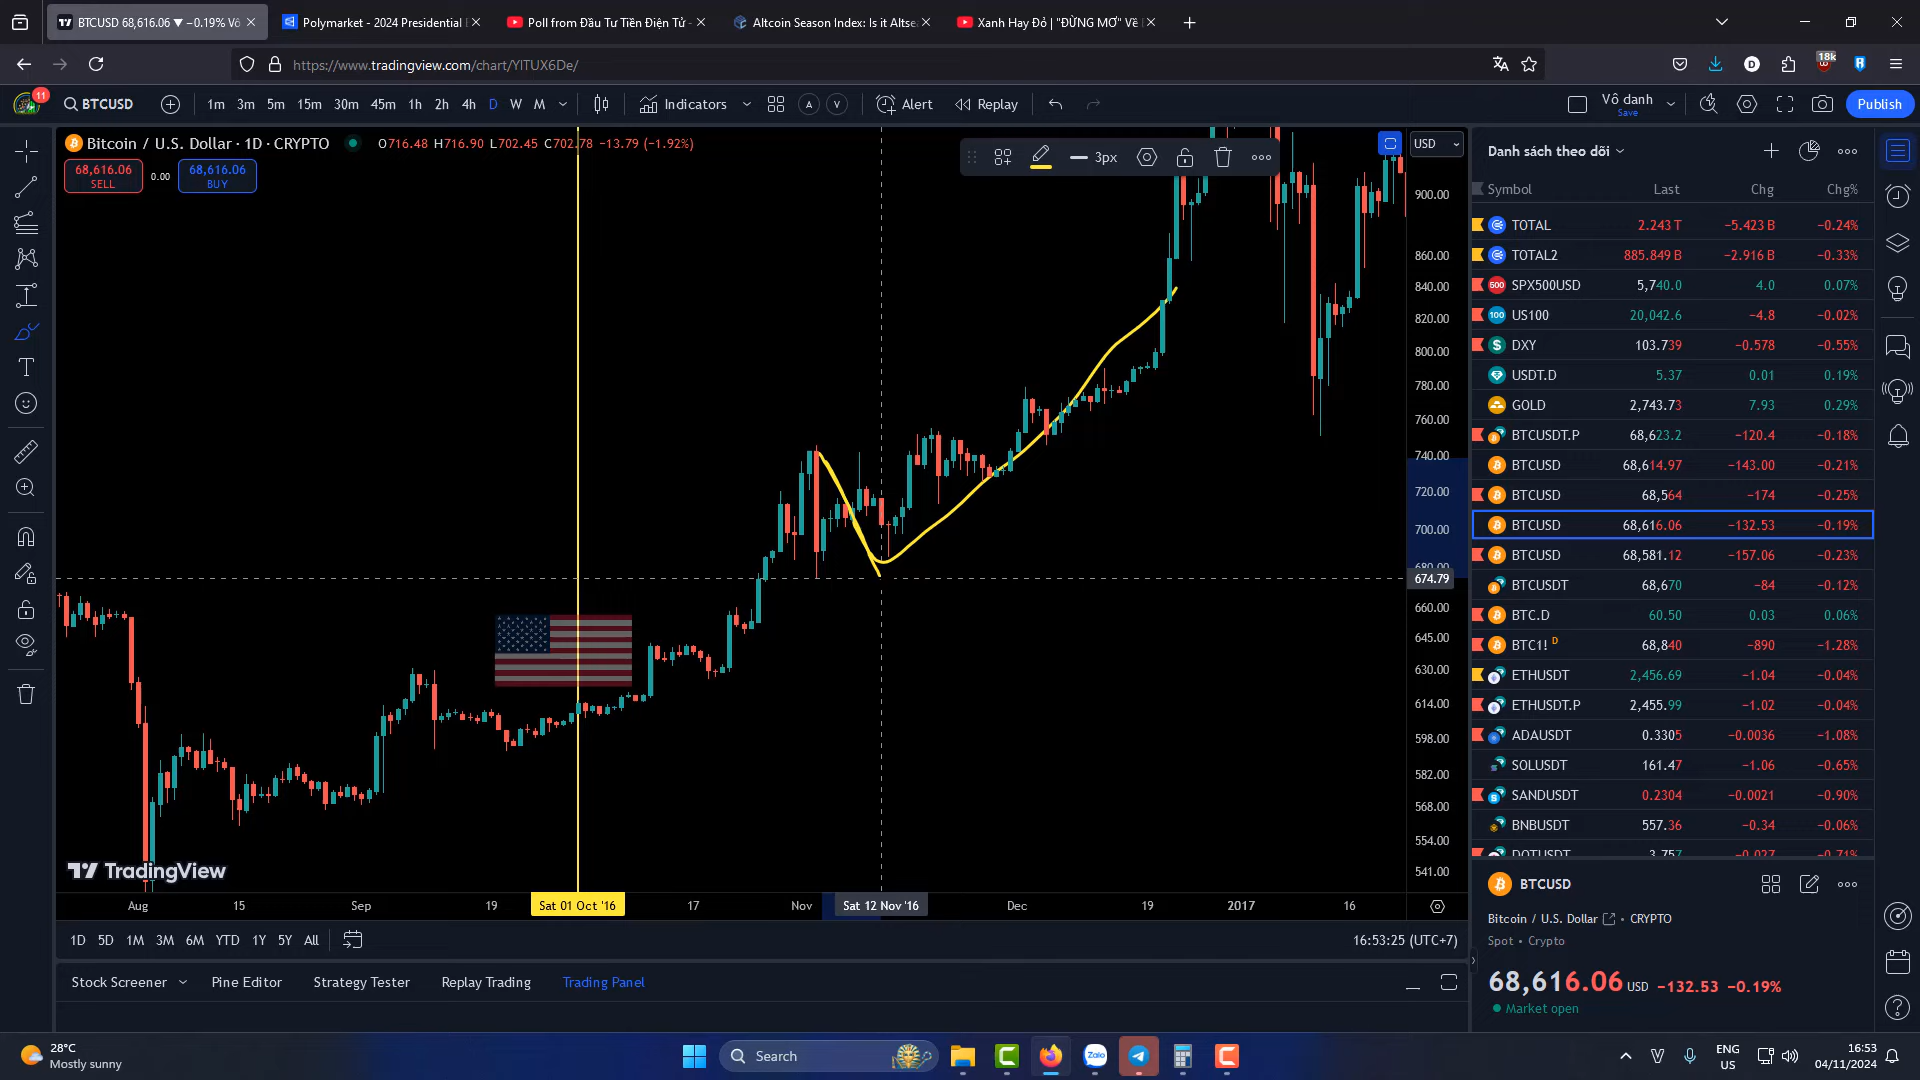 BTCUSD 68,616.06 ▼ −0.19% Vô
Polymarket - 2024 Presidential E
Poll from Đầu Tư Tiền Điện Tử -
Altcoin Season Index: Is it Altse
Xanh Hay Đỏ | "ĐỪNG MƠ" Về
https://www.tradingview.com/chart/YlTUX6De/
18k
11
BTCUSD
1m 3m 5m 15m 30m 45m 1h 2h 4h D W M
Indicators
A V
Alert
Replay
Vô danh
Save
Publish
Bitcoin / U.S. Dollar · 1D · CRYPTO
O716.48 H716.90 L702.45 C702.78 −13.79 (−1.92%)
68,616.06
SELL
0.00
68,616.06
BUY
3px
USD
900.00
860.00
840.00
820.00
800.00
780.00
760.00
740.00
720.00
700.00
680.00
674.79
660.00
645.00
630.00
614.00
598.00
582.00
568.00
554.00
541.00
TradingView
Aug 15 Sep 19 Sat 01 Oct '16 17 Nov Sat 12 Nov '16 Dec 19 2017 16
1D 5D 1M 3M 6M YTD 1Y 5Y All
16:53:25 (UTC+7)
Stock Screener Pine Editor Strategy Tester Replay Trading Trading Panel
Danh sách theo dõi
Symbol Last Chg Chg%
TOTAL 2.243 T −5.423 B −0.24%
TOTAL2 885.849 B −2.916 B −0.33%
500 SPX500USD 5,740.0 4.0 0.07%
100 US100 20,042.6 −4.8 −0.02%
DXY 103.739 −0.578 −0.55%
USDT.D 5.37 0.01 0.19%
GOLD 2,743.73 7.93 0.29%
BTCUSDT.P 68,623.2 −120.4 −0.18%
BTCUSD 68,614.97 −143.00 −0.21%
BTCUSD 68,564 −174 −0.25%
BTCUSD 68,616.06 −132.53 −0.19%
BTCUSD 68,581.12 −157.06 −0.23%
BTCUSDT 68,670 −84 −0.12%
BTC.D 60.50 0.03 0.06%
BTC1! D 68,840 −890 −1.28%
ETHUSDT 2,456.69 −1.04 −0.04%
ETHUSDT.P 2,455.99 −1.02 −0.04%
ADAUSDT 0.3305 −0.0036 −1.08%
SOLUSDT 161.47 −1.06 −0.65%
SANDUSDT 0.2304 −0.0021 −0.90%
BNBUSDT 557.36 −0.34 −0.06%
DOTUSDT 3.757 −0.027 −0.71%
BTCUSD
Bitcoin / U.S. Dollar • CRYPTO
Spot • Crypto
68,616.06 USD −132.53 −0.19%
Market open
28°C
Mostly sunny
Search
Zalo
ENG
US
16:53
04/11/2024